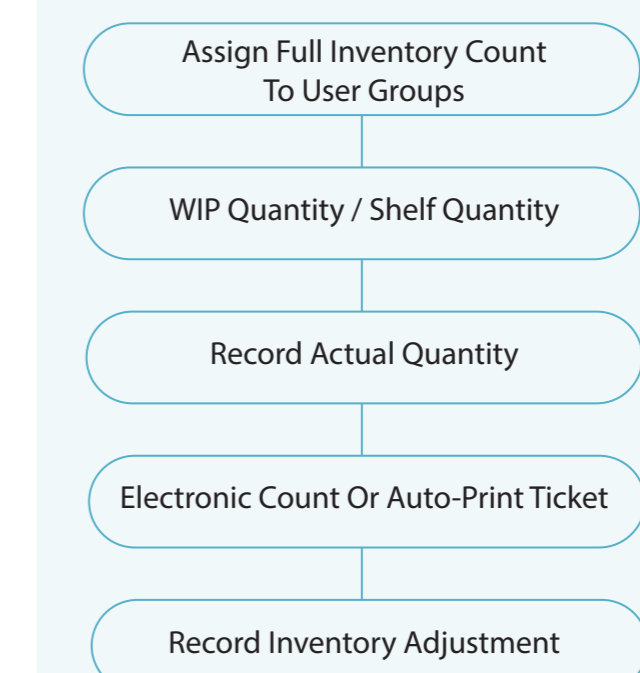 Assign Full Inventory Count
To User Groups
WIP Quantity / Shelf Quantity
Record Actual Quantity
Electronic Count Or Auto-Print Ticket
Record Inventory Adjustment